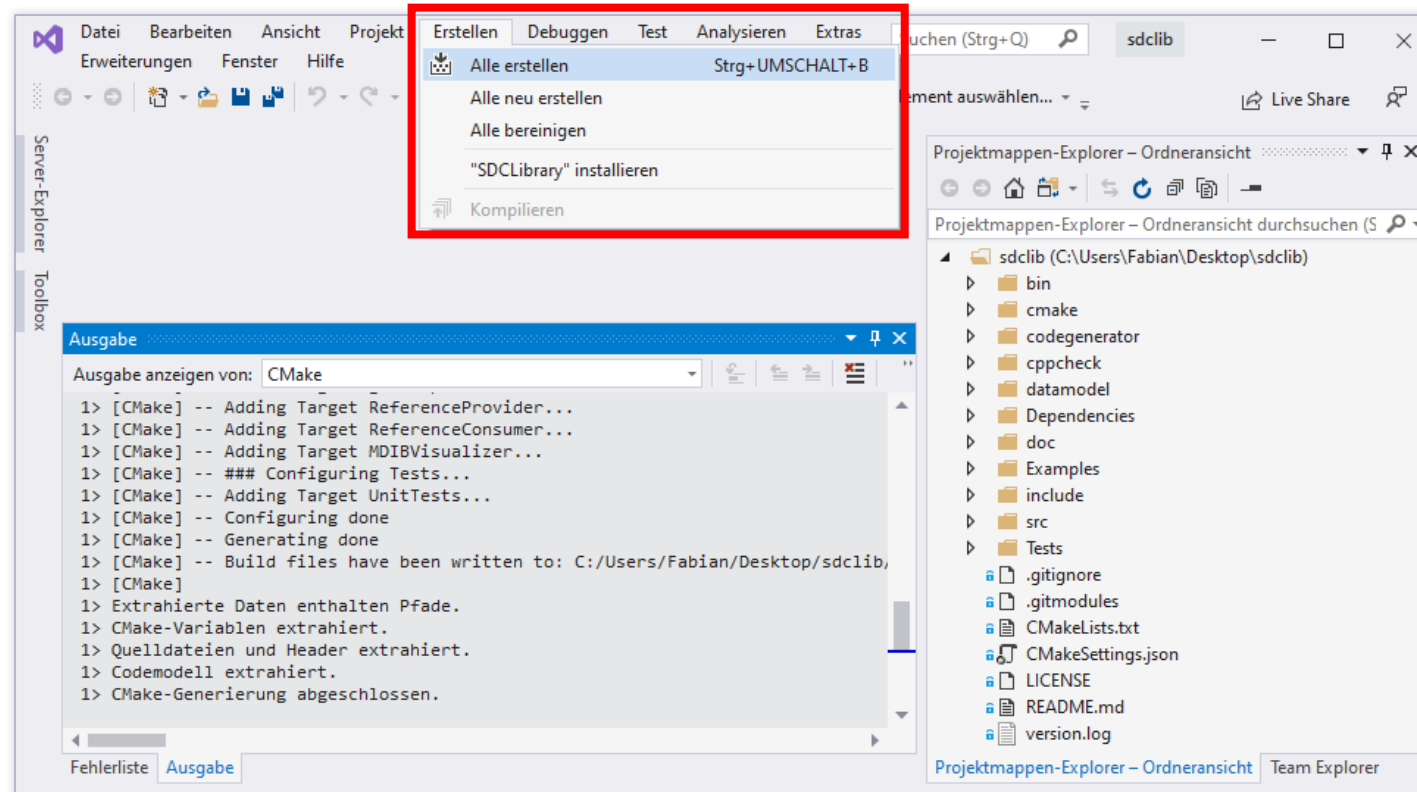 Datei Bearbeiten Ansicht Projekt Erstellen Debuggen Test Analysieren Extras uchen (Strg+Q) sdclib
Erweiterungen Fenster Hilfe
Alle erstellen Strg+UMSCHALT+B
Alle neu erstellen
Alle bereinigen
"SDCLibrary" installieren
Kompilieren
ement auswählen...
Live Share
Server-Explorer
Toolbox
Ausgabe
Ausgabe anzeigen von: CMake
1> [CMake] -- Adding Target ReferenceProvider...
1> [CMake] -- Adding Target ReferenceConsumer...
1> [CMake] -- Adding Target MDIBVisualizer...
1> [CMake] -- ### Configuring Tests...
1> [CMake] -- Adding Target UnitTests...
1> [CMake] -- Configuring done
1> [CMake] -- Generating done
1> [CMake] -- Build files have been written to: C:/Users/Fabian/Desktop/sdclib/
1> [CMake]
1> Extrahierte Daten enthalten Pfade.
1> CMake-Variablen extrahiert.
1> Quelldateien und Header extrahiert.
1> Codemodell extrahiert.
1> CMake-Generierung abgeschlossen.
Fehlerliste Ausgabe
Projektmappen-Explorer – Ordneransicht
Projektmappen-Explorer – Ordneransicht durchsuchen (S
sdclib (C:\Users\Fabian\Desktop\sdclib)
bin
cmake
codegenerator
cppcheck
datamodel
Dependencies
doc
Examples
include
src
Tests
.gitignore
.gitmodules
CMakeLists.txt
CMakeSettings.json
LICENSE
README.md
version.log
Projektmappen-Explorer – Ordneransicht Team Explorer